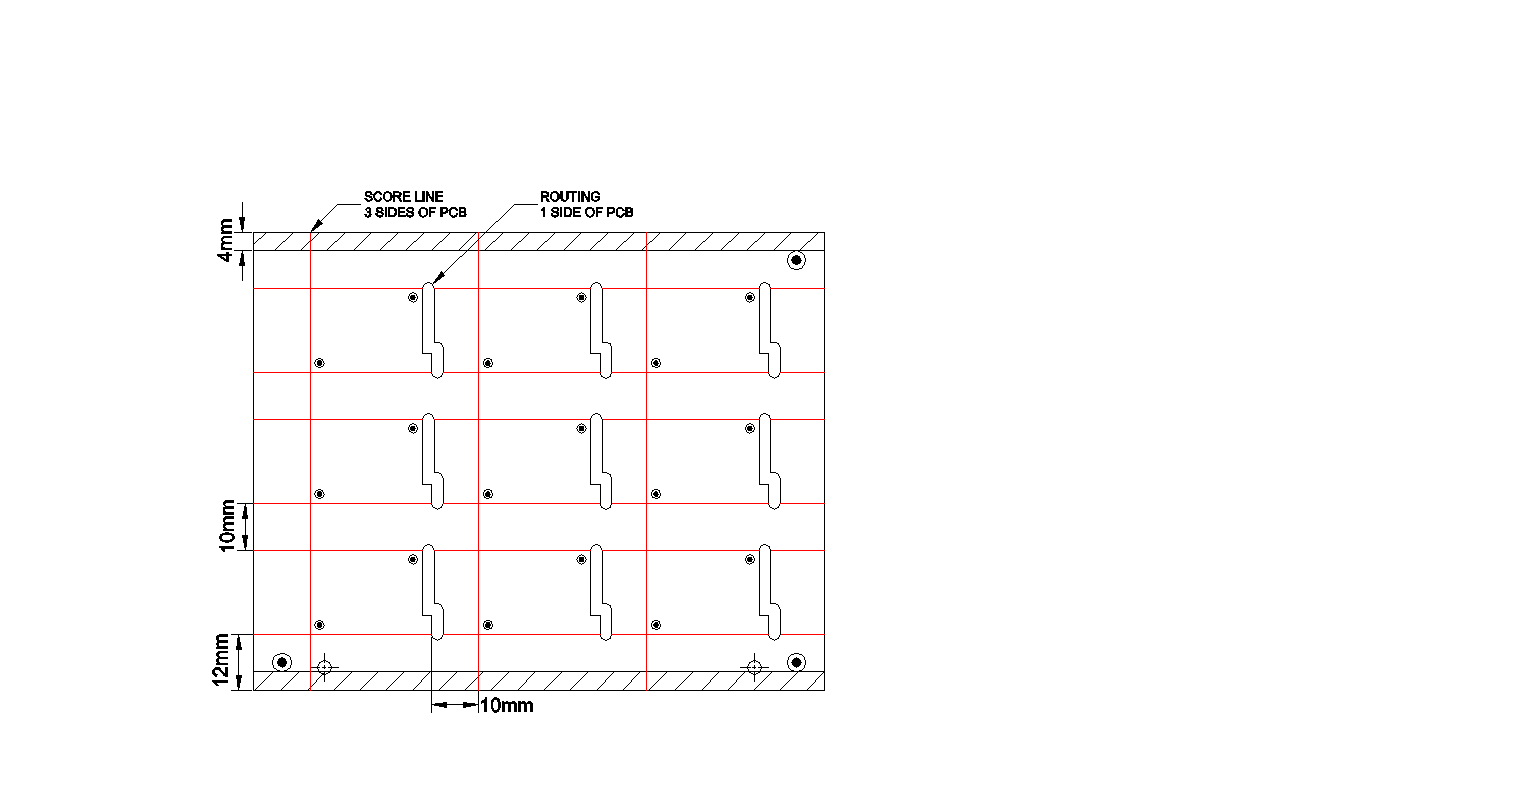 SCORE LINE
3 SIDES OF PCB
ROUTING
1 SIDE OF PCB
4mm
10mm
12mm
10mm